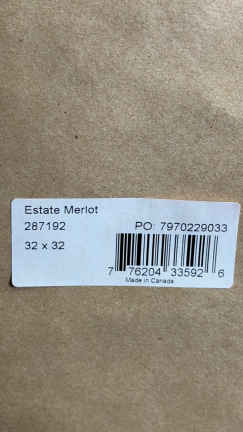 Estate Merlot
287192 PO: 7970229033
32 x 32
7 76204 33592 6
Made in Canada